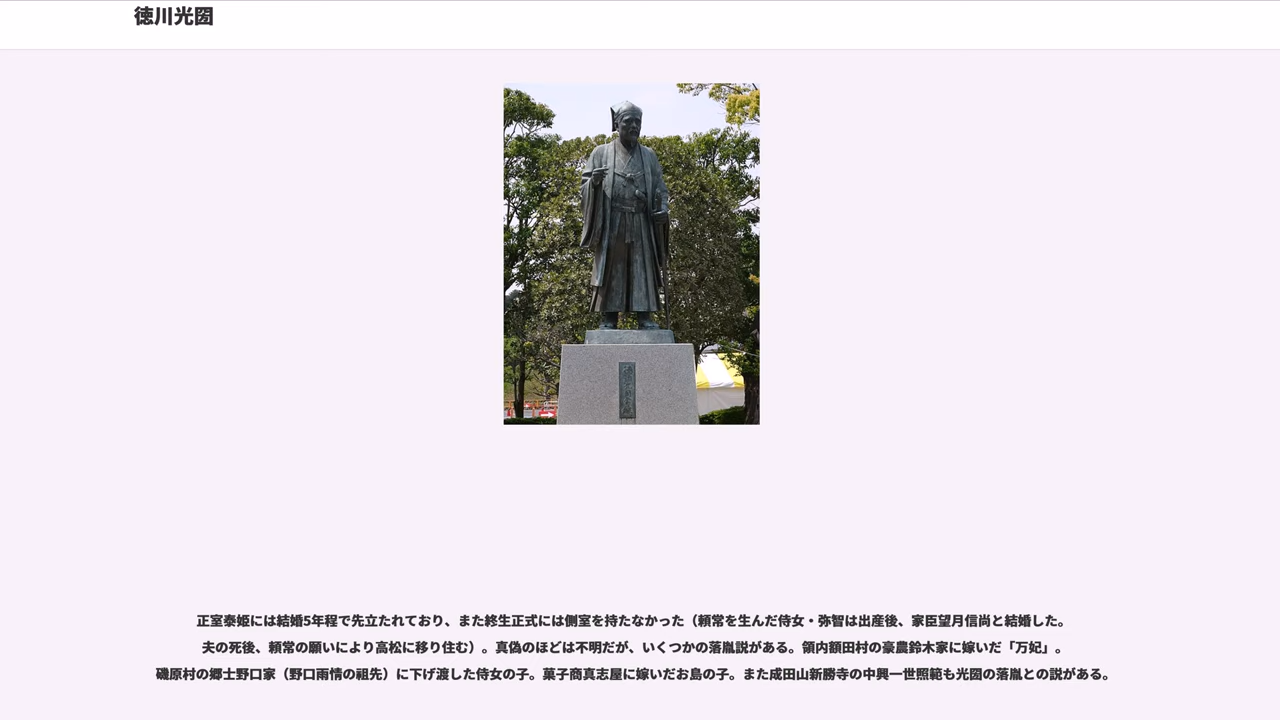 徳川光圀
正室泰姫には結婚5年程で先立たれており、また終生正式には側室を持たなかった（頼常を生んだ侍女・弥智は出産後、家臣望月信尚と結婚した。
夫の死後、頼常の願いにより高松に移り住む）。真偽のほどは不明だが、いくつかの落胤説がある。領内額田村の豪農鈴木家に嫁いだ「万妃」。
磯原村の郷士野口家（野口雨情の祖先）に下げ渡した侍女の子。菓子商真志屋に嫁いだお島の子。また成田山新勝寺の中興一世照範も光圀の落胤との説がある。